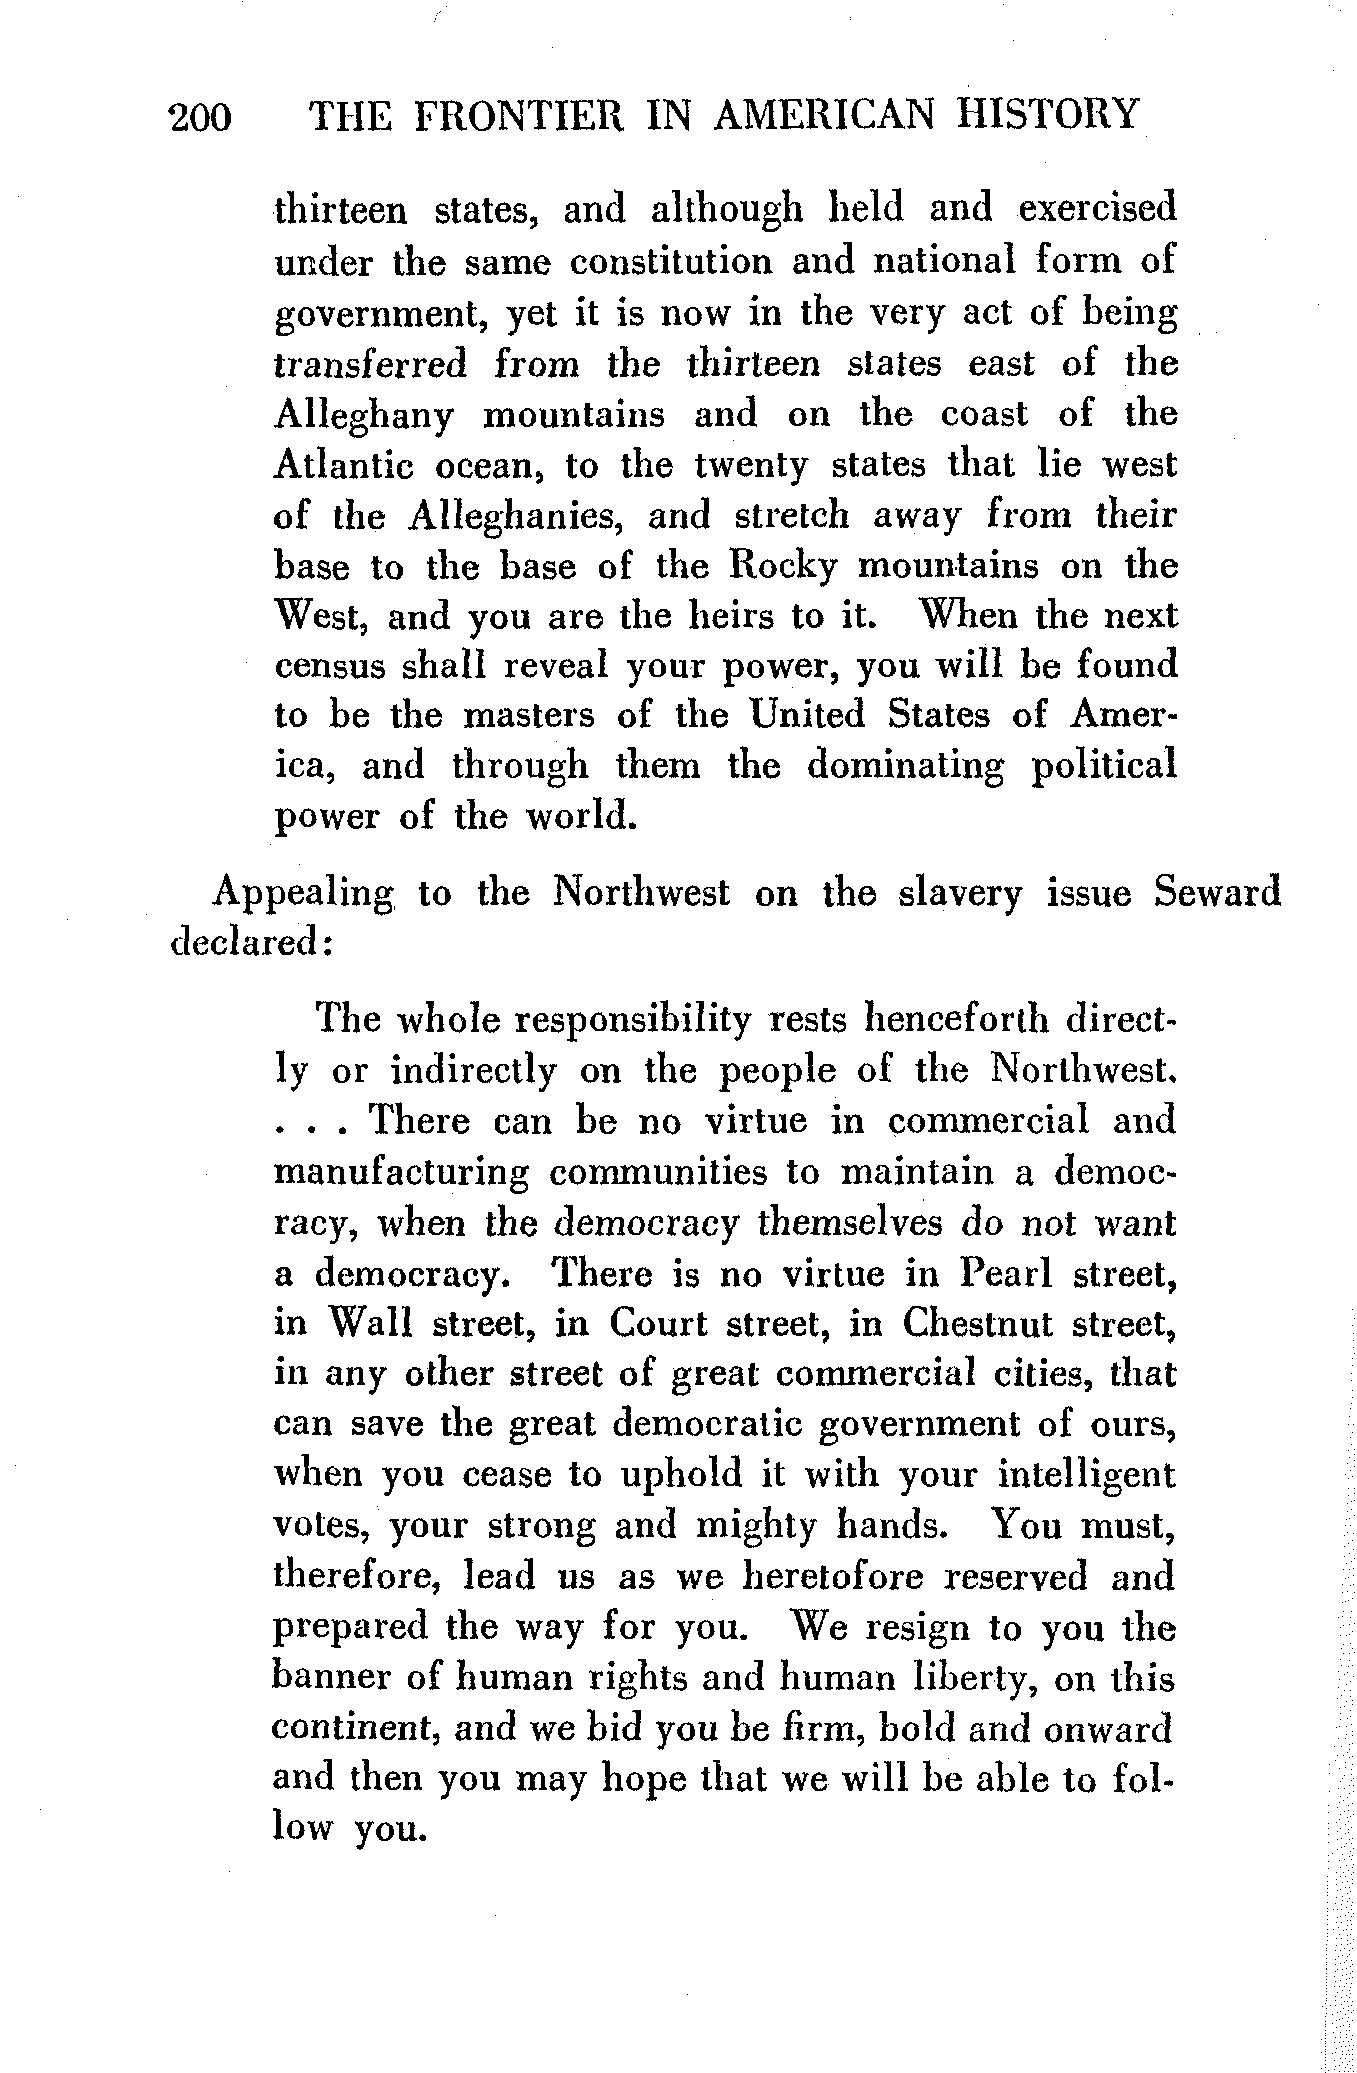 200 THE FRONTIER IN AMERICAN HISTORY
thirteen states, and although held and exercised
under the same constitution and national form of
government, yet it is now in the very act of being
transferred from the thirteen states east of the
Alleghany mountains and on the coast of the
Atlantic ocean, to the twenty states that lie west
of the Alleghanies, and stretch away from their
base to the base of the Rocky mountains on the
West, and you are the heirs to it. When the next
census shall reveal your power, you will be found
to be the masters of the United States of Amer-
ica, and through them the dominating political
power of the world.
Appealing to the Northwest on the slavery issue Seward
declared:
The whole responsibility rests henceforth direct-
ly or indirectly on the people of the Northwest.
. . . There can be no virtue in commercial and
manufacturing communities to maintain a democ-
racy, when the democracy themselves do not want
a democracy. There is no virtue in Pearl street,
in Wall street, in Court street, in Chestnut street,
in any other street of great commercial cities, that
can save the great democratic government of ours,
when you cease to uphold it with your intelligent
votes, your strong and mighty hands. You must,
therefore, lead us as we heretofore reserved and
prepared the way for you. We resign to you the
banner of human rights and human liberty, on this
continent, and we bid you be firm, bold and onward
and then you may hope that we will be able to fol-
low you.